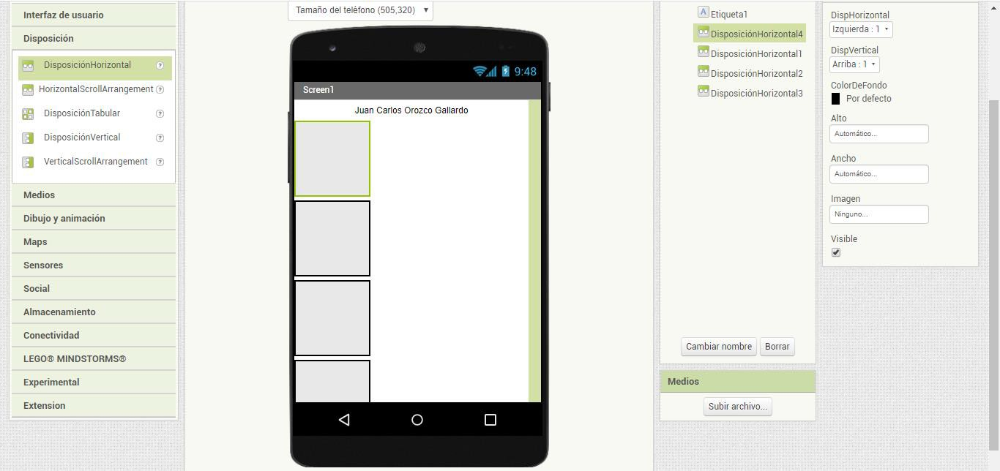 Interfaz de usuario
Disposición
DisposiciónHorizontal ?
HorizontalScrollArrangement ?
DisposiciónTabular ?
DisposiciónVertical ?
VerticalScrollArrangement ?
Medios
Dibujo y animación
Maps
Sensores
Social
Almacenamiento
Conectividad
LEGO® MINDSTORMS®
Experimental
Extension
Tamaño del teléfono (505,320)
9:48
Screen1
Juan Carlos Orozco Gallardo
A Etiqueta1
DisposiciónHorizontal4
DisposiciónHorizontal1
DisposiciónHorizontal2
DisposiciónHorizontal3
Cambiar nombre Borrar
Medios
Subir archivo...
DispHorizontal
Izquierda : 1
DispVertical
Arriba : 1
ColorDeFondo
Por defecto
Alto
Automático...
Ancho
Automático...
Imagen
Ninguno...
Visible